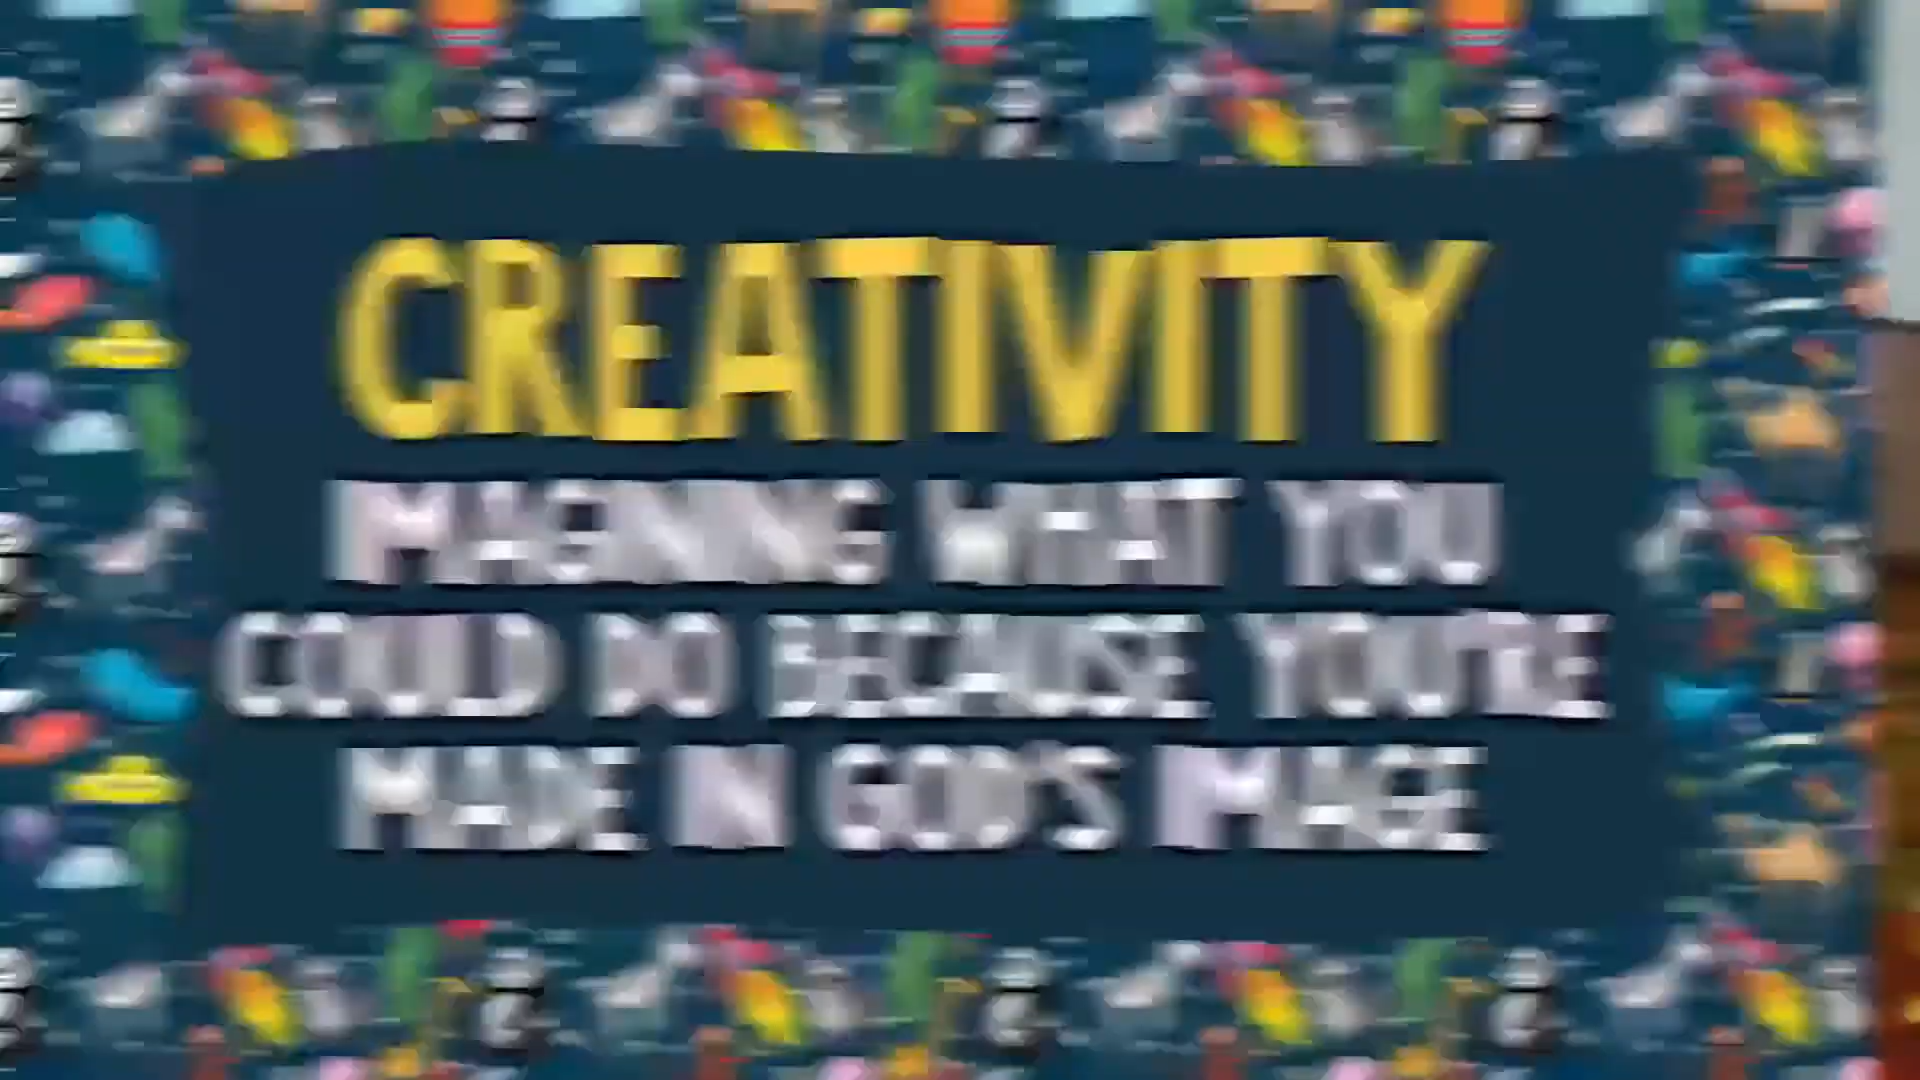 CREATIVITY
IMAGINING WHAT YOU
COULD DO BECAUSE YOU'RE
MADE IN GOD'S IMAGE